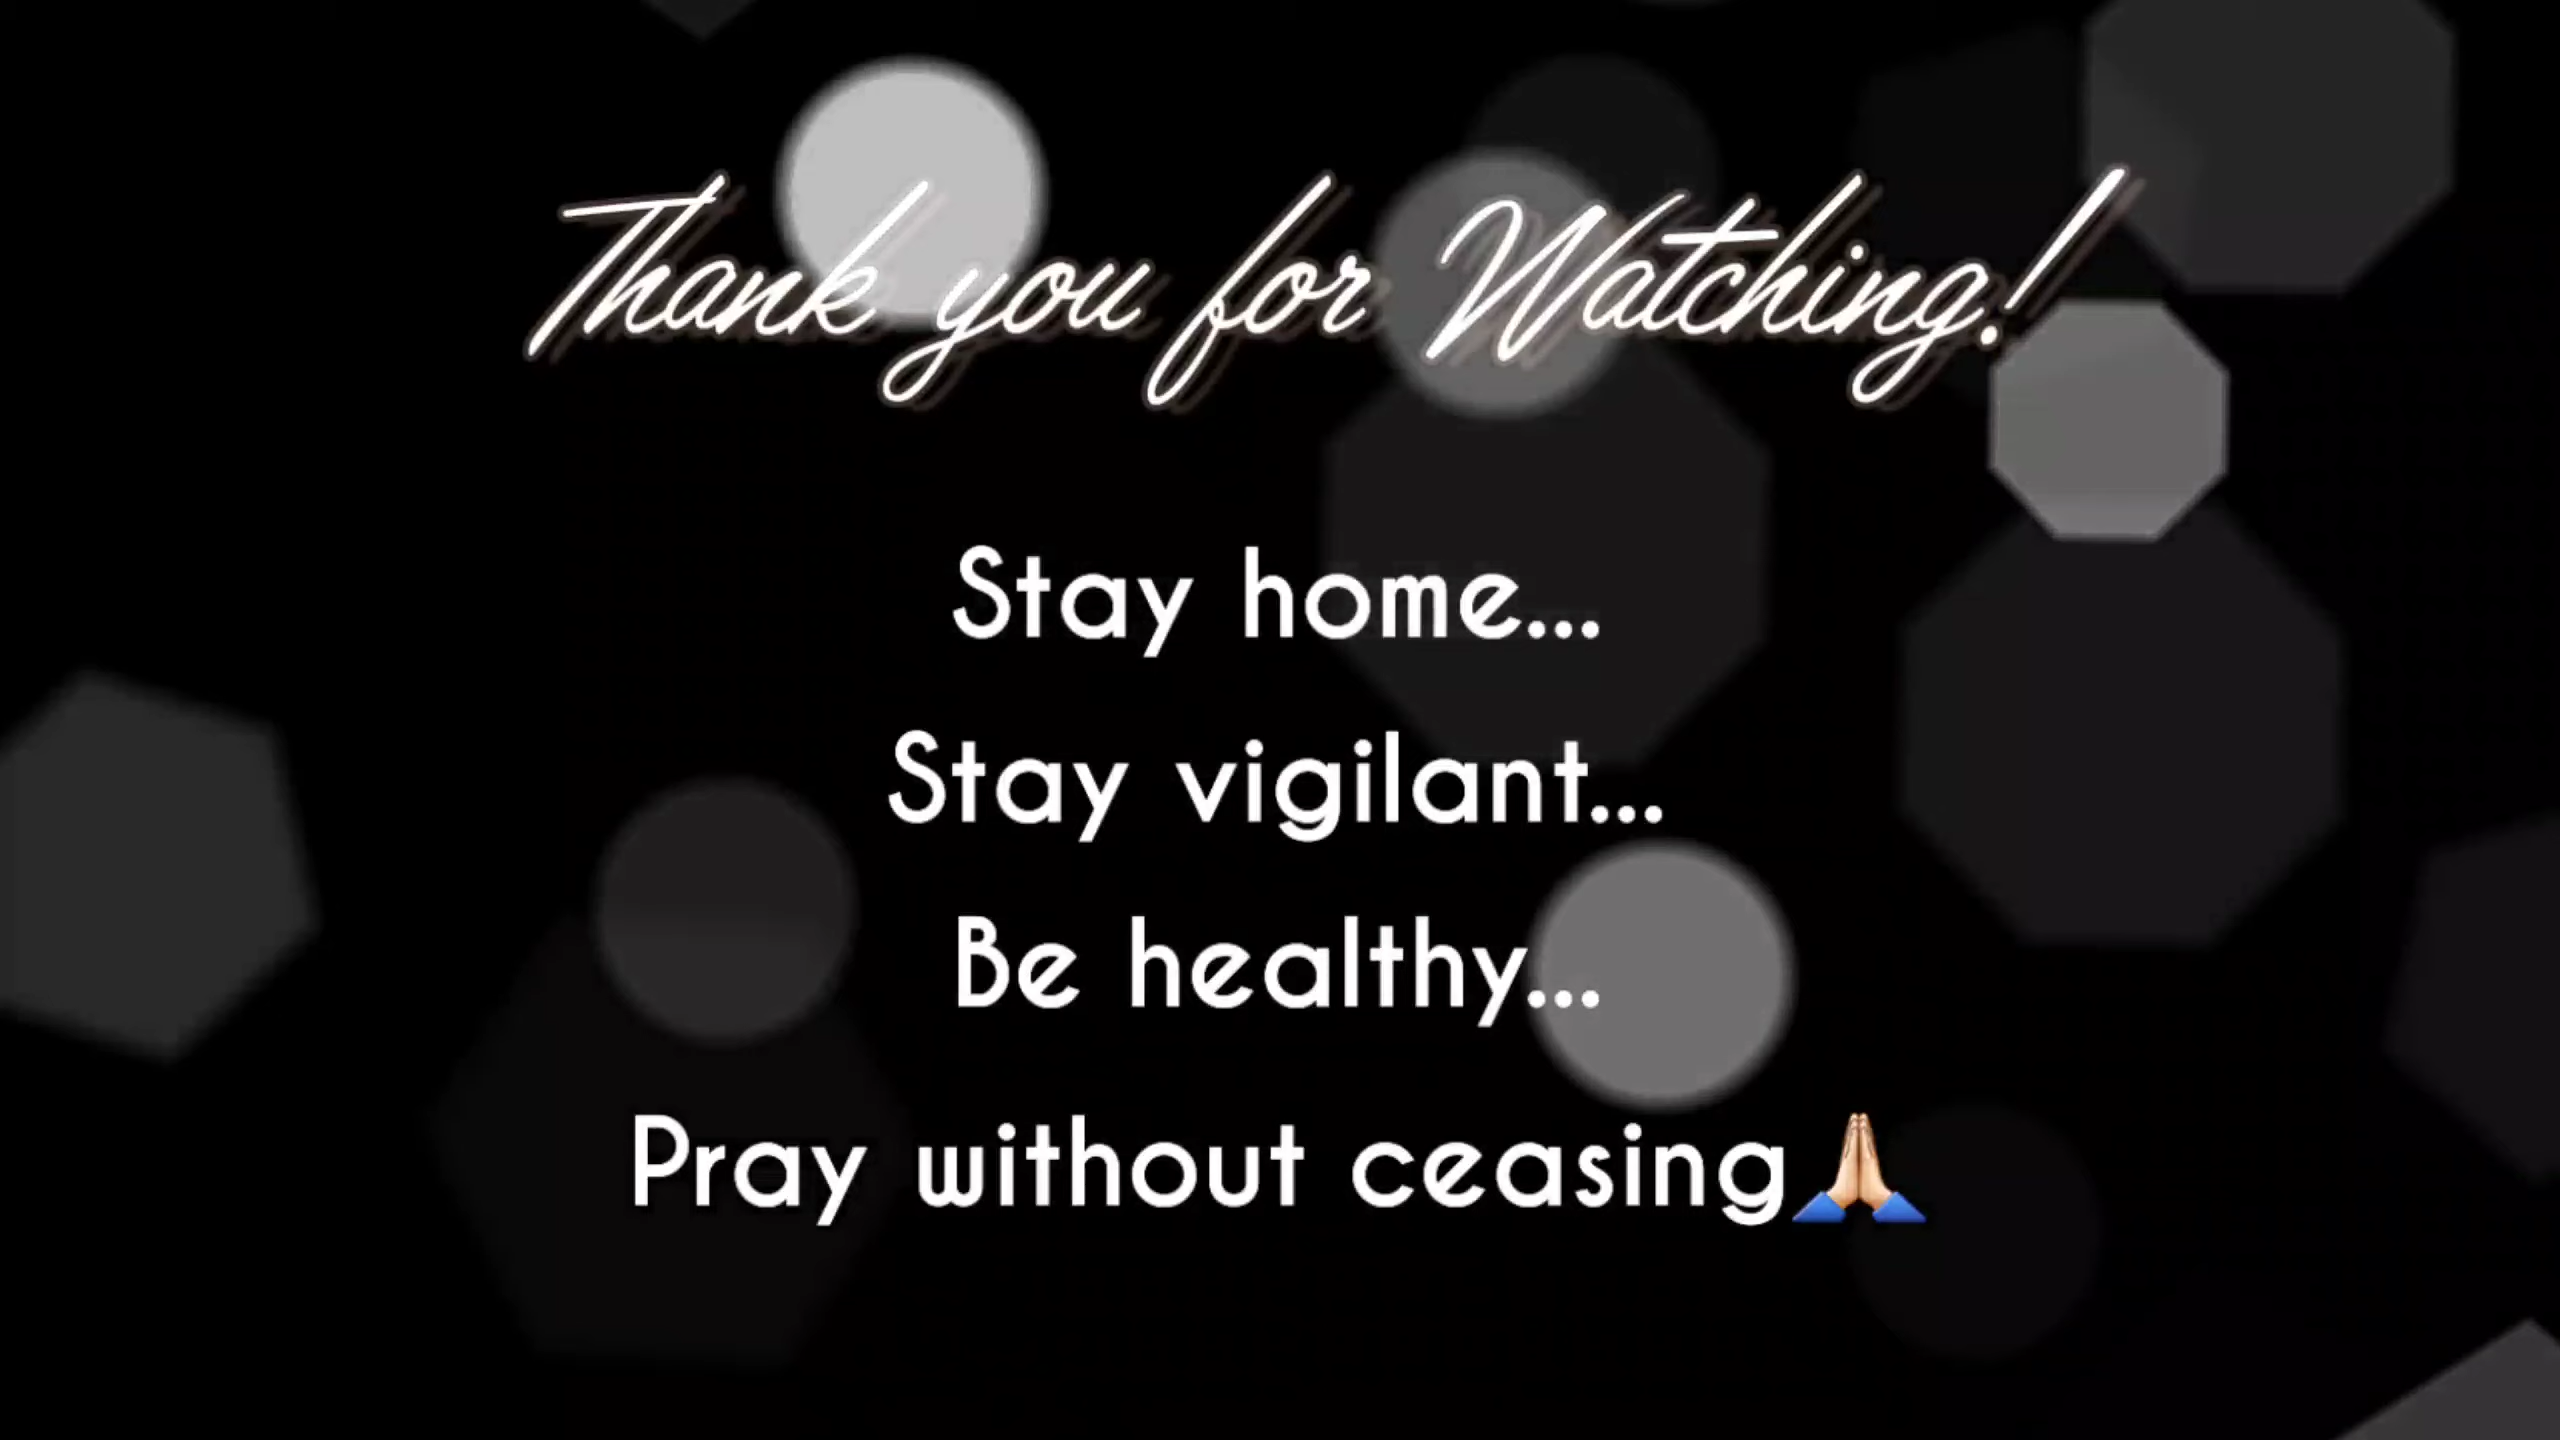 Thank you for Watching!
Stay home...
Stay vigilant...
Be healthy...
Pray without ceasing🙏🏼